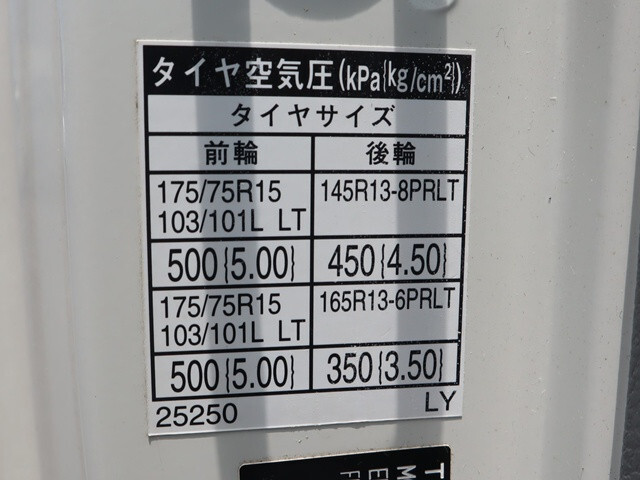 タイヤ空気圧(kPa{kg/cm²})
タイヤサイズ
前輪 後輪
175/75R15 145R13-8PRLT
103/101L LT
500{5.00} 450{4.50}
175/75R15 165R13-6PRLT
103/101L LT
500{5.00} 350{3.50}
25250 LY